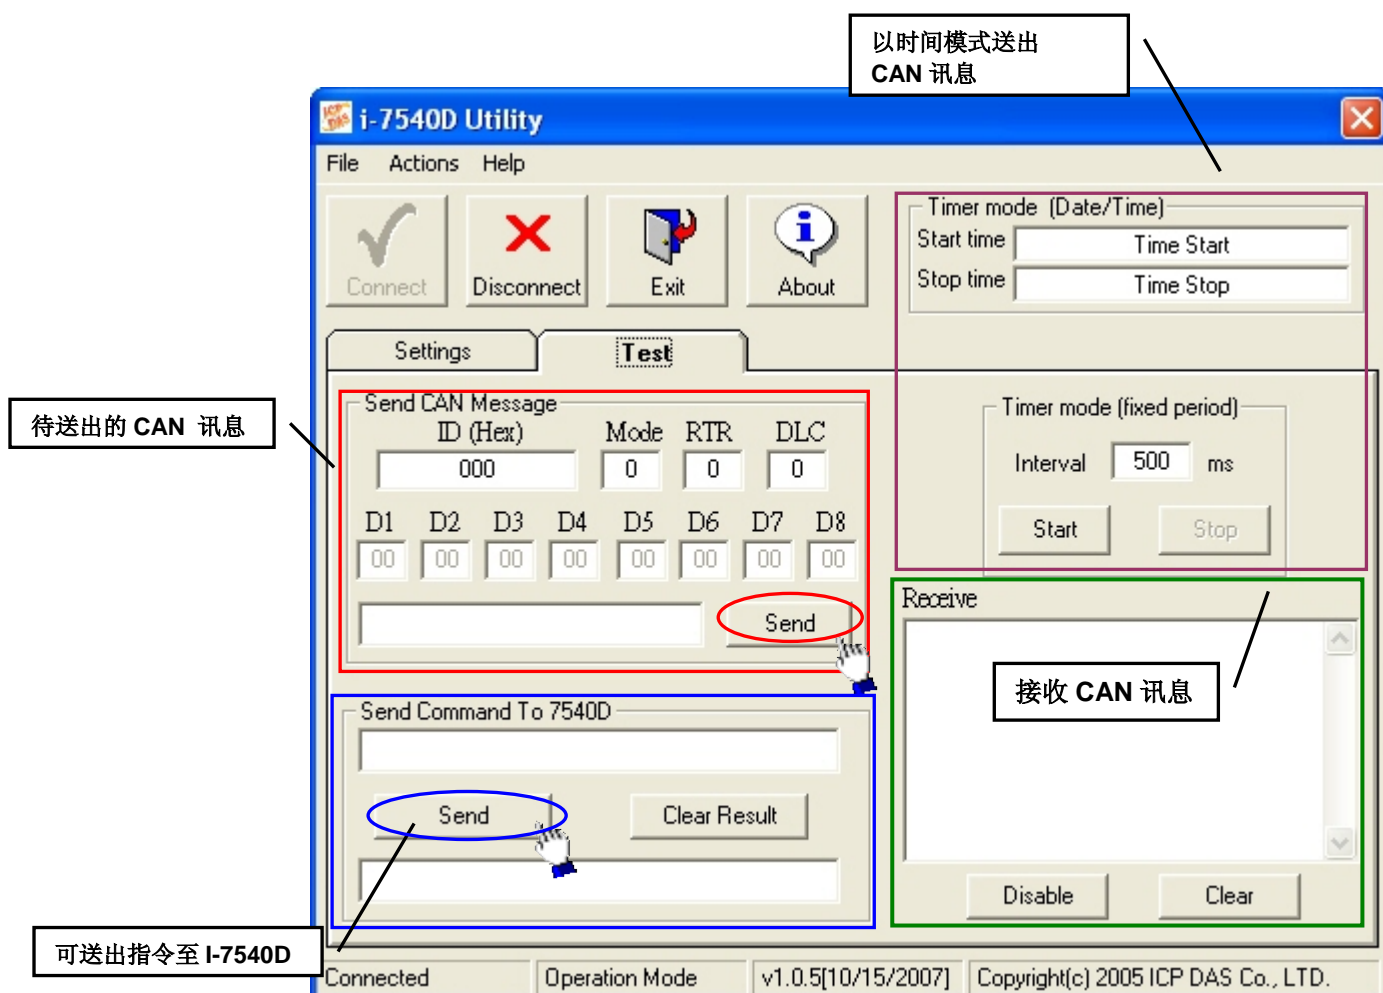 以时间模式送出
CAN 讯息
ICP DAS
i-7540D Utility
File Actions Help
Connect Disconnect Exit About
Timer mode (Date/Time)
Start time Time Start
Stop time Time Stop
Settings Test
待送出的 CAN 讯息
Send CAN Message
ID (Hex) Mode RTR DLC
000 0 0 0
D1 D2 D3 D4 D5 D6 D7 D8
00 00 00 00 00 00 00 00
Send
Timer mode (fixed period)
Interval 500 ms
Start Stop
Receive
接收 CAN 讯息
Disable Clear
Send Command To 7540D
Send Clear Result
可送出指令至 I-7540D
Connected Operation Mode v1.0.5[10/15/2007] Copyright(c) 2005 ICP DAS Co., LTD.